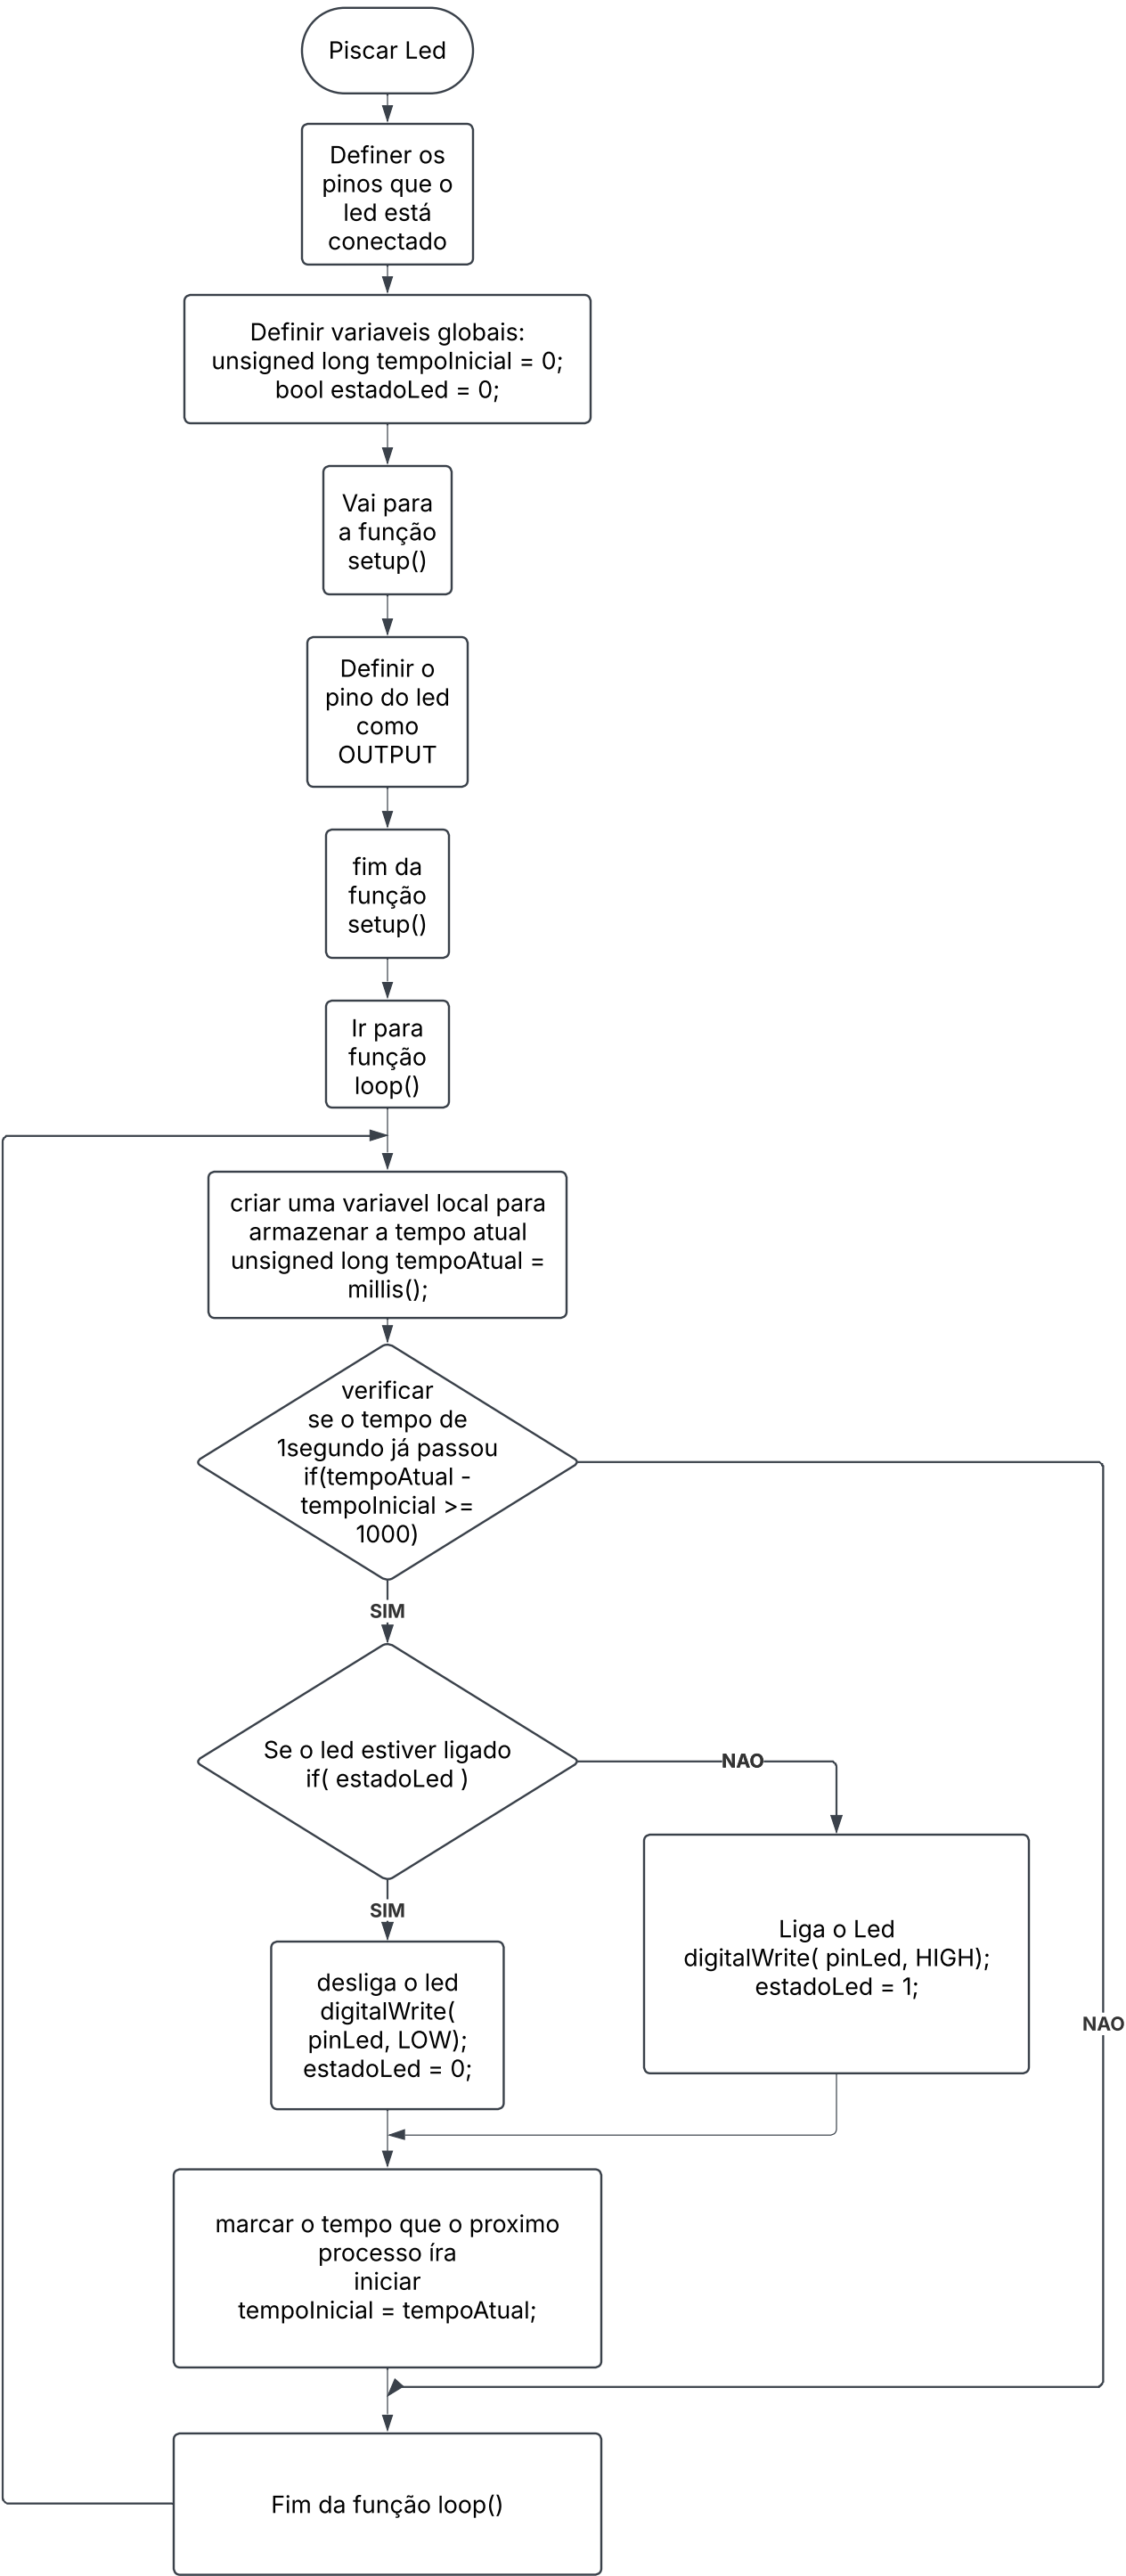 Piscar Led
Definer os
pinos que o
led está
conectado
Definir variaveis globais:
unsigned long tempoInicial = 0;
bool estadoLed = 0;
Vai para
a função
setup()
Definir o
pino do led
como
OUTPUT
fim da
função
setup()
Ir para
função
loop()
criar uma variavel local para
armazenar a tempo atual
unsigned long tempoAtual =
millis();
verificar
se o tempo de
1segundo já passou
if(tempoAtual -
tempoInicial >=
1000)
SIM
Se o led estiver ligado
if( estadoLed )
NAO
SIM
Liga o Led
digitalWrite( pinLed, HIGH);
estadoLed = 1;
desliga o led
digitalWrite(
pinLed, LOW);
estadoLed = 0;
NAO
marcar o tempo que o proximo
processo íra
iniciar
tempoInicial = tempoAtual;
Fim da função loop()